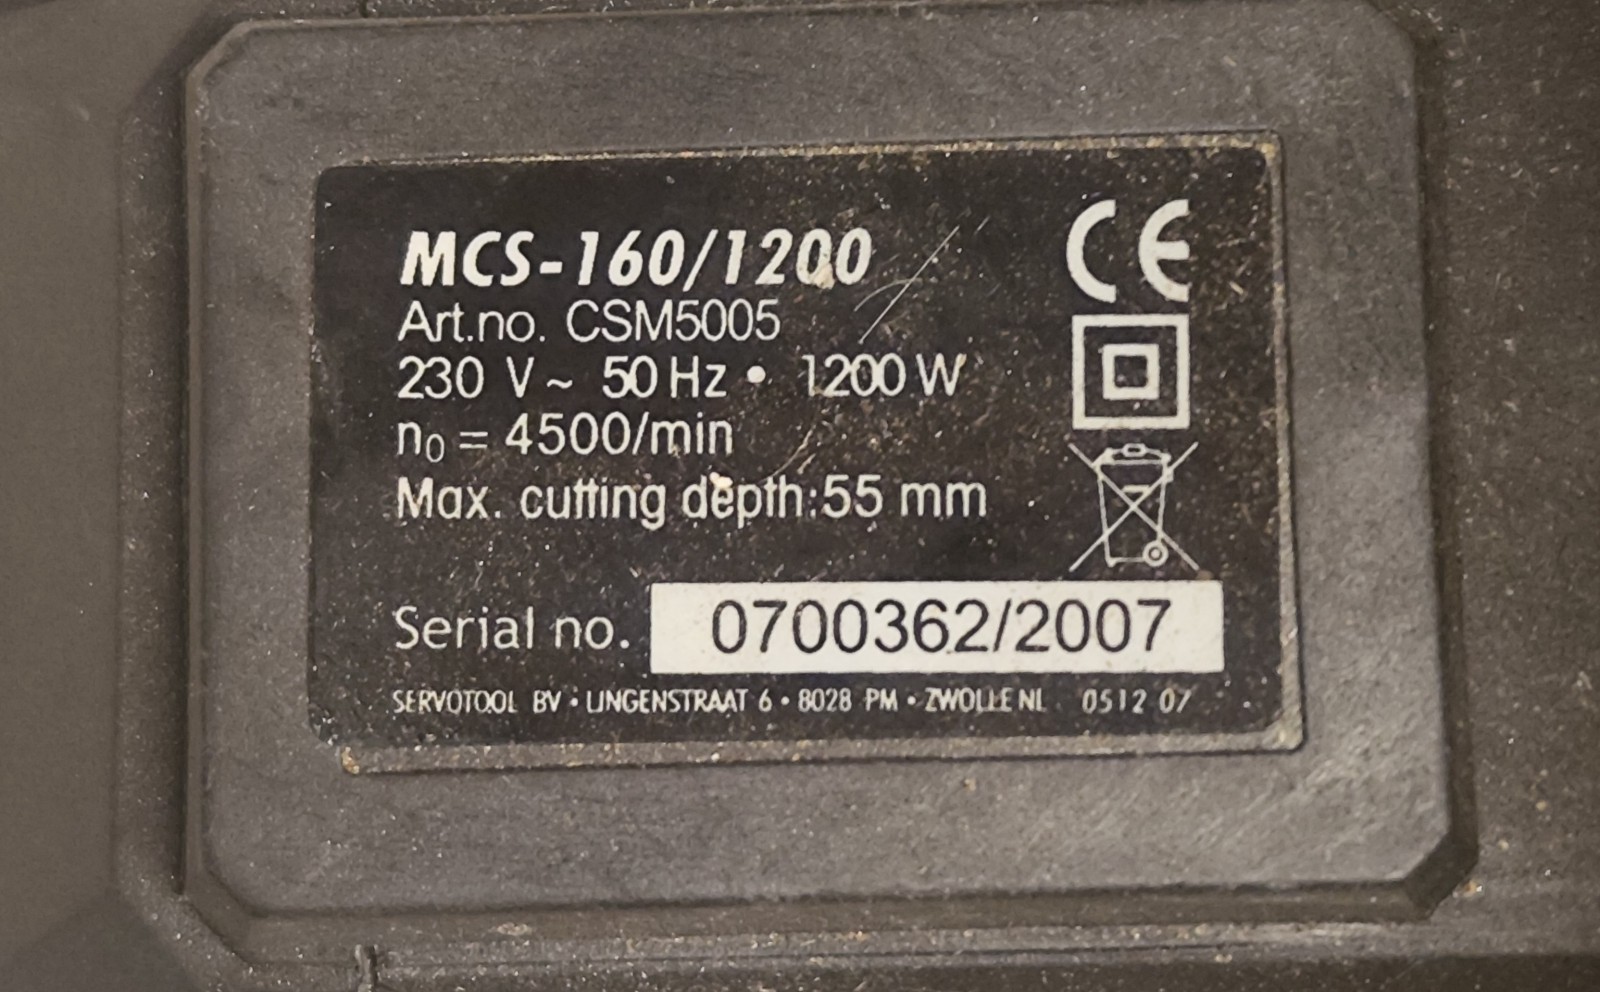 MCS-160/1200
Art.no. CSM5005
230 V ~ 50 Hz • 1200 W
n₀ = 4500/min
Max. cutting depth:55 mm
Serial no. 0700362/2007
SERVOTOOL BV • LINGENSTRAAT 6 • 8028 PM • ZWOLLE NL 0512 07
CE